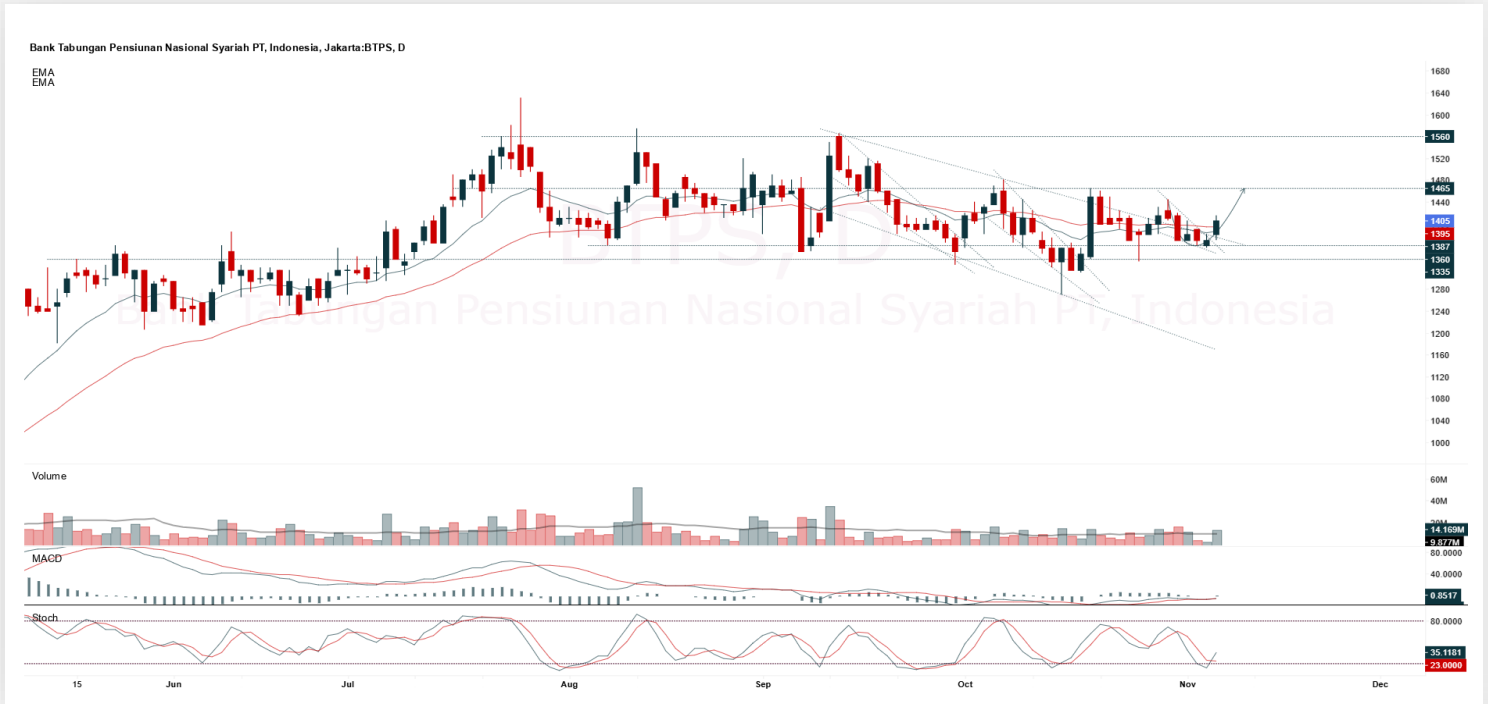 Bank Tabungan Pensiunan Nasional Syariah PT, Indonesia, Jakarta:BTPS, D
EMA
EMA
1680
1640
1600
1560
1520
1480
1465
1440
1405
1395
1387
1360
1335
1280
1240
1200
1160
1120
1080
1040
1000
BTPS, D
Bank Tabungan Pensiunan Nasional Syariah PT, Indonesia
Volume
60M
40M
20M
14.169M
9.877M
MACD
80.0000
40.0000
0.8517
Stoch
80.0000
35.1181
23.0000
15 Jun Jul Aug Sep Oct Nov Dec